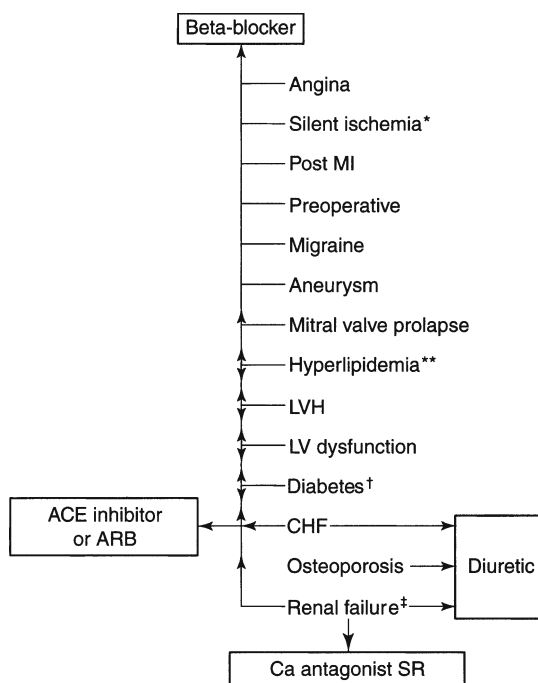 Beta-blocker
Angina
Silent ischemia*
Post MI
Preoperative
Migraine
Aneurysm
Mitral valve prolapse
Hyperlipidemia**
LVH
LV dysfunction
Diabetes†
ACE inhibitor
or ARB
CHF
Osteoporosis
Diuretic
Renal failure‡
Ca antagonist SR